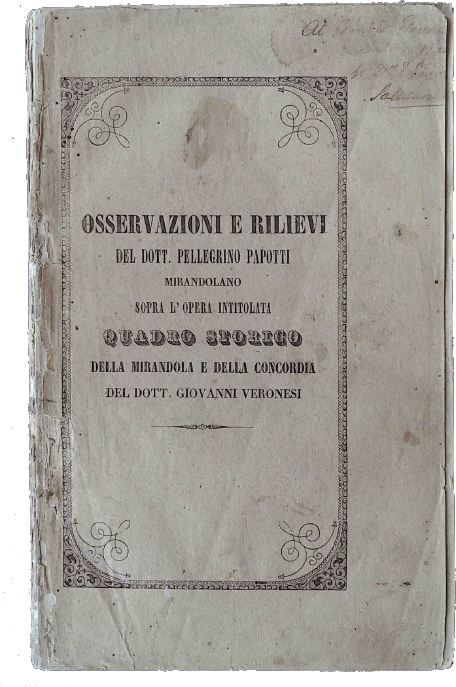 Al
OSSERVAZIONI E RILIEVI
DEL DOTT. PELLEGRINO PAPOTTI
MIRANDOLANO
SOPRA L'OPERA INTITOLATA
QUADRO STORICO
DELLA MIRANDOLA E DELLA CONCORDIA
DEL DOTT. GIOVANNI VERONESI